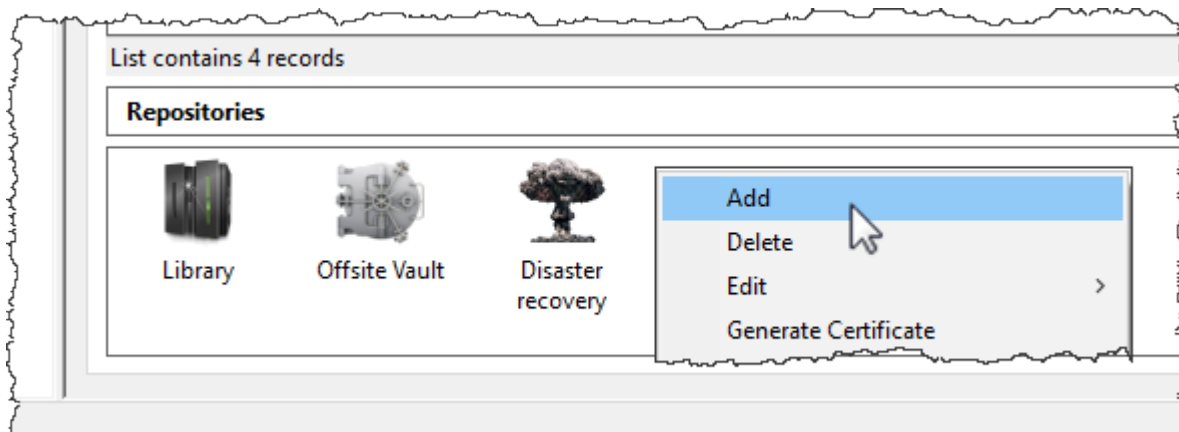 List contains 4 records
Repositories
Library
Offsite Vault
Disaster
recovery
Add
Delete
Edit
Generate Certificate